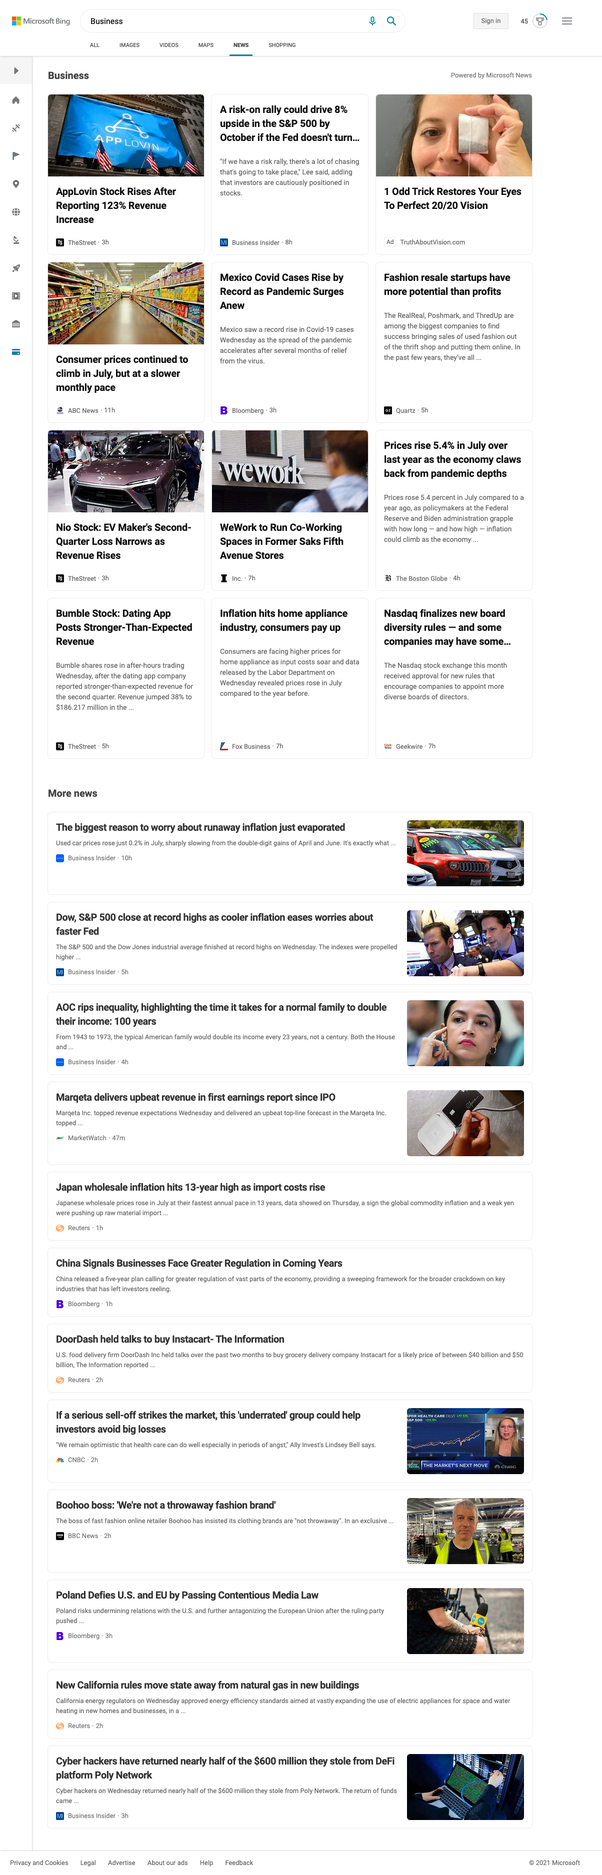 Microsoft Bing
Business
Sign in
45
ALL IMAGES VIDEOS MAPS NEWS SHOPPING
Business
Powered by Microsoft News
APPLOVIN
AppLovin Stock Rises After
Reporting 123% Revenue
Increase
TheStreet · 3h
A risk-on rally could drive 8%
upside in the S&P 500 by
October if the Fed doesn't turn...
"If we have a risk rally, there's a lot of chasing
that's going to take place," Lee said, adding
that investors are cautiously positioned in
stocks.
Business Insider · 8h
1 Odd Trick Restores Your Eyes
To Perfect 20/20 Vision
Ad TruthAboutVision.com
Consumer prices continued to
climb in July, but at a slower
monthly pace
ABC News · 11h
Mexico Covid Cases Rise by
Record as Pandemic Surges
Anew
Mexico saw a record rise in Covid-19 cases
Wednesday as the spread of the pandemic
accelerates after several months of relief
from the virus.
Bloomberg · 3h
Fashion resale startups have
more potential than profits
The RealReal, Poshmark, and ThredUp are
among the biggest companies to find
success bringing sales of used fashion out
of the thrift shop and putting them online. In
the past few years, they've all ...
Quartz · 5h
Nio Stock: EV Maker's Second-
Quarter Loss Narrows as
Revenue Rises
TheStreet · 3h
wework
WeWork to Run Co-Working
Spaces in Former Saks Fifth
Avenue Stores
Inc. · 7h
Prices rise 5.4% in July over
last year as the economy claws
back from pandemic depths
Prices rose 5.4 percent in July compared to a
year ago, as policymakers at the Federal
Reserve and Biden administration grapple
with how long — and how high — inflation
could climb as the economy ...
The Boston Globe · 4h
Bumble Stock: Dating App
Posts Stronger-Than-Expected
Revenue
Bumble shares rose in after-hours trading
Wednesday, after the dating app company
reported stronger-than-expected revenue for
the second quarter. Revenue jumped 38% to
$186.217 million in the ...
TheStreet · 5h
Inflation hits home appliance
industry, consumers pay up
Consumers are facing higher prices for
home appliance as input costs soar and data
released by the Labor Department on
Wednesday revealed prices rose in July
compared to the year before.
Fox Business · 7h
Nasdaq finalizes new board
diversity rules — and some
companies may have some...
The Nasdaq stock exchange this month
received approval for new rules that
encourage companies to appoint more
diverse boards of directors.
Geekwire · 7h
More news
The biggest reason to worry about runaway inflation just evaporated
Used car prices rose just 0.2% in July, sharply slowing from the double-digit gains of April and June. It's exactly what ...
Business Insider · 10h
Dow, S&P 500 close at record highs as cooler inflation eases worries about
faster Fed
The S&P 500 and the Dow Jones industrial average finished at record highs on Wednesday. The indexes were propelled
higher ...
Business Insider · 5h
AOC rips inequality, highlighting the time it takes for a normal family to double
their income: 100 years
From 1943 to 1973, the typical American family would double its income every 23 years, not a century. Both the House
and ...
Business Insider · 4h
Marqeta delivers upbeat revenue in first earnings report since IPO
Marqeta Inc. topped revenue expectations Wednesday and delivered an upbeat top-line forecast in the Marqeta Inc.
topped ...
MarketWatch · 47m
Japan wholesale inflation hits 13-year high as import costs rise
Japanese wholesale prices rose in July at their fastest annual pace in 13 years, data showed on Thursday, a sign the global commodity inflation and a weak yen
were pushing up raw material import ...
Reuters · 1h
China Signals Businesses Face Greater Regulation in Coming Years
China released a five-year plan calling for greater regulation of vast parts of the economy, providing a sweeping framework for the broader crackdown on key
industries that has left investors reeling.
Bloomberg · 1h
DoorDash held talks to buy Instacart- The Information
U.S. food delivery firm DoorDash Inc held talks over the past two months to buy grocery delivery company Instacart for a likely price of between $40 billion and $50
billion, The Information reported ...
Reuters · 2h
If a serious sell-off strikes the market, this 'underrated' group could help
investors avoid big losses
"We remain optimistic that health care can do well especially in periods of angst," Ally Invest's Lindsey Bell says.
CNBC · 2h
THE MARKET'S NEXT MOVE
Boohoo boss: 'We're not a throwaway fashion brand'
The boss of fast fashion online retailer Boohoo has insisted its clothing brands are "not throwaway". In an exclusive ...
BBC News · 2h
Poland Defies U.S. and EU by Passing Contentious Media Law
Poland risks undermining relations with the U.S. and further antagonizing the European Union after the ruling party
pushed ...
Bloomberg · 3h
New California rules move state away from natural gas in new buildings
California energy regulators on Wednesday approved energy efficiency standards aimed at vastly expanding the use of electric appliances for space and water
heating in new homes and businesses, in a ...
Reuters · 2h
Cyber hackers have returned nearly half of the $600 million they stole from DeFi
platform Poly Network
Cyber hackers on Wednesday returned nearly half of the $600 million they stole from Poly Network. The return of funds
came ...
Business Insider · 3h
Privacy and Cookies Legal Advertise About our ads Help Feedback
© 2021 Microsoft